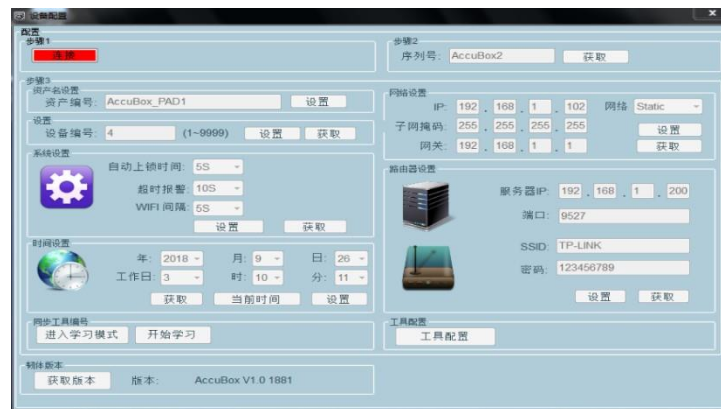 设备配置
配置
步骤1
连接
步骤2
序列号: AccuBox2 获取
步骤3
资产名设置
资产编号: AccuBox_PAD1 设置
设置
设备编号: 4 (1~9999) 设置 获取
系统设置
自动上锁时间: 5S
超时报警: 10S
WIFI 间隔: 5S
设置 获取
时间设置
年: 2018 月: 9 日: 26
工作日: 3 时: 10 分: 11
获取 当前时间 设置
同步工具编号
进入学习模式 开始学习
固件版本
获取版本 版本: AccuBox V1.0 1881
网络设置
IP: 192 . 168 . 1 . 102 网络 Static
子网掩码: 255 . 255 . 255 . 255 设置
网关: 192 . 168 . 1 . 1 获取
路由器设置
服务器IP: 192 . 168 . 1 . 200
端口: 9527
SSID: TP-LINK
密码: 123456789
设置 获取
工具配置
工具配置